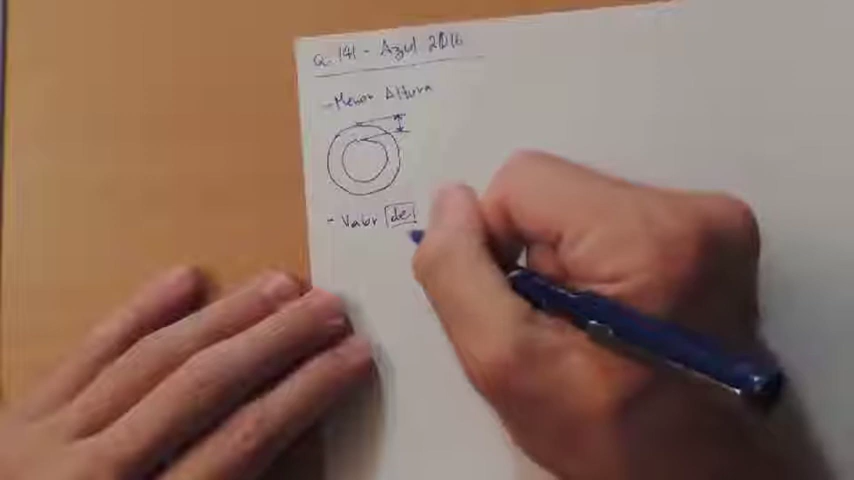 Q. 141 - Azul 2016
- Menor Altura
- Valor de